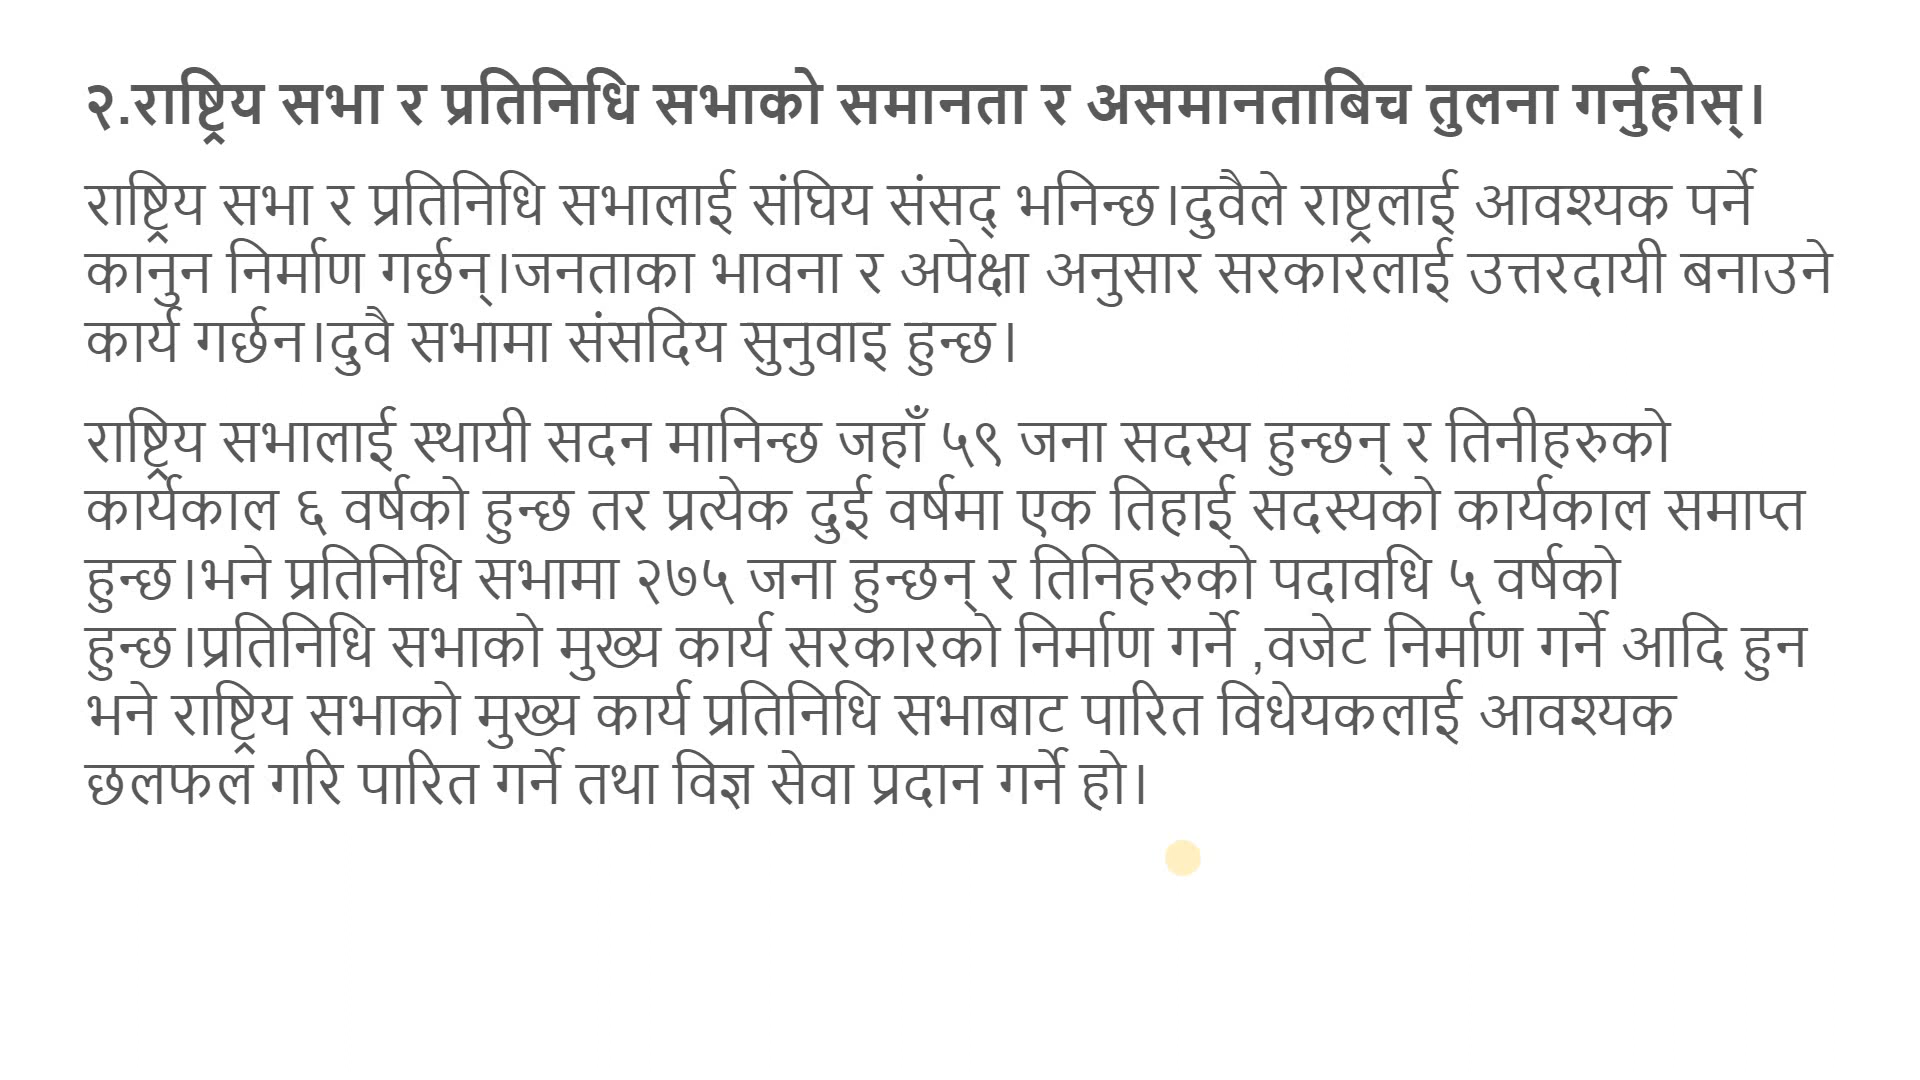 २.राष्ट्रिय सभा र प्रतिनिधि सभाको समानता र असमानताबिच तुलना गर्नुहोस्।
राष्ट्रिय सभा र प्रतिनिधि सभालाई संघिय संसद् भनिन्छ।दुवैले राष्ट्रलाई आवश्यक पर्ने
कानुन निर्माण गर्छन्।जनताका भावना र अपेक्षा अनुसार सरकारलाई उत्तरदायी बनाउने
कार्य गर्छन।दुवै सभामा संसदिय सुनुवाइ हुन्छ।
राष्ट्रिय सभालाई स्थायी सदन मानिन्छ जहाँ ५९ जना सदस्य हुन्छन् र तिनीहरुको
कार्यकाल ६ वर्षको हुन्छ तर प्रत्येक दुई वर्षमा एक तिहाई सदस्यको कार्यकाल समाप्त
हुन्छ।भने प्रतिनिधि सभामा २७५ जना हुन्छन् र तिनिहरुको पदावधि ५ वर्षको
हुन्छ।प्रतिनिधि सभाको मुख्य कार्य सरकारको निर्माण गर्ने ,वजेट निर्माण गर्ने आदि हुन
भने राष्ट्रिय सभाको मुख्य कार्य प्रतिनिधि सभाबाट पारित विधेयकलाई आवश्यक
छलफल गरि पारित गर्ने तथा विज्ञ सेवा प्रदान गर्ने हो।